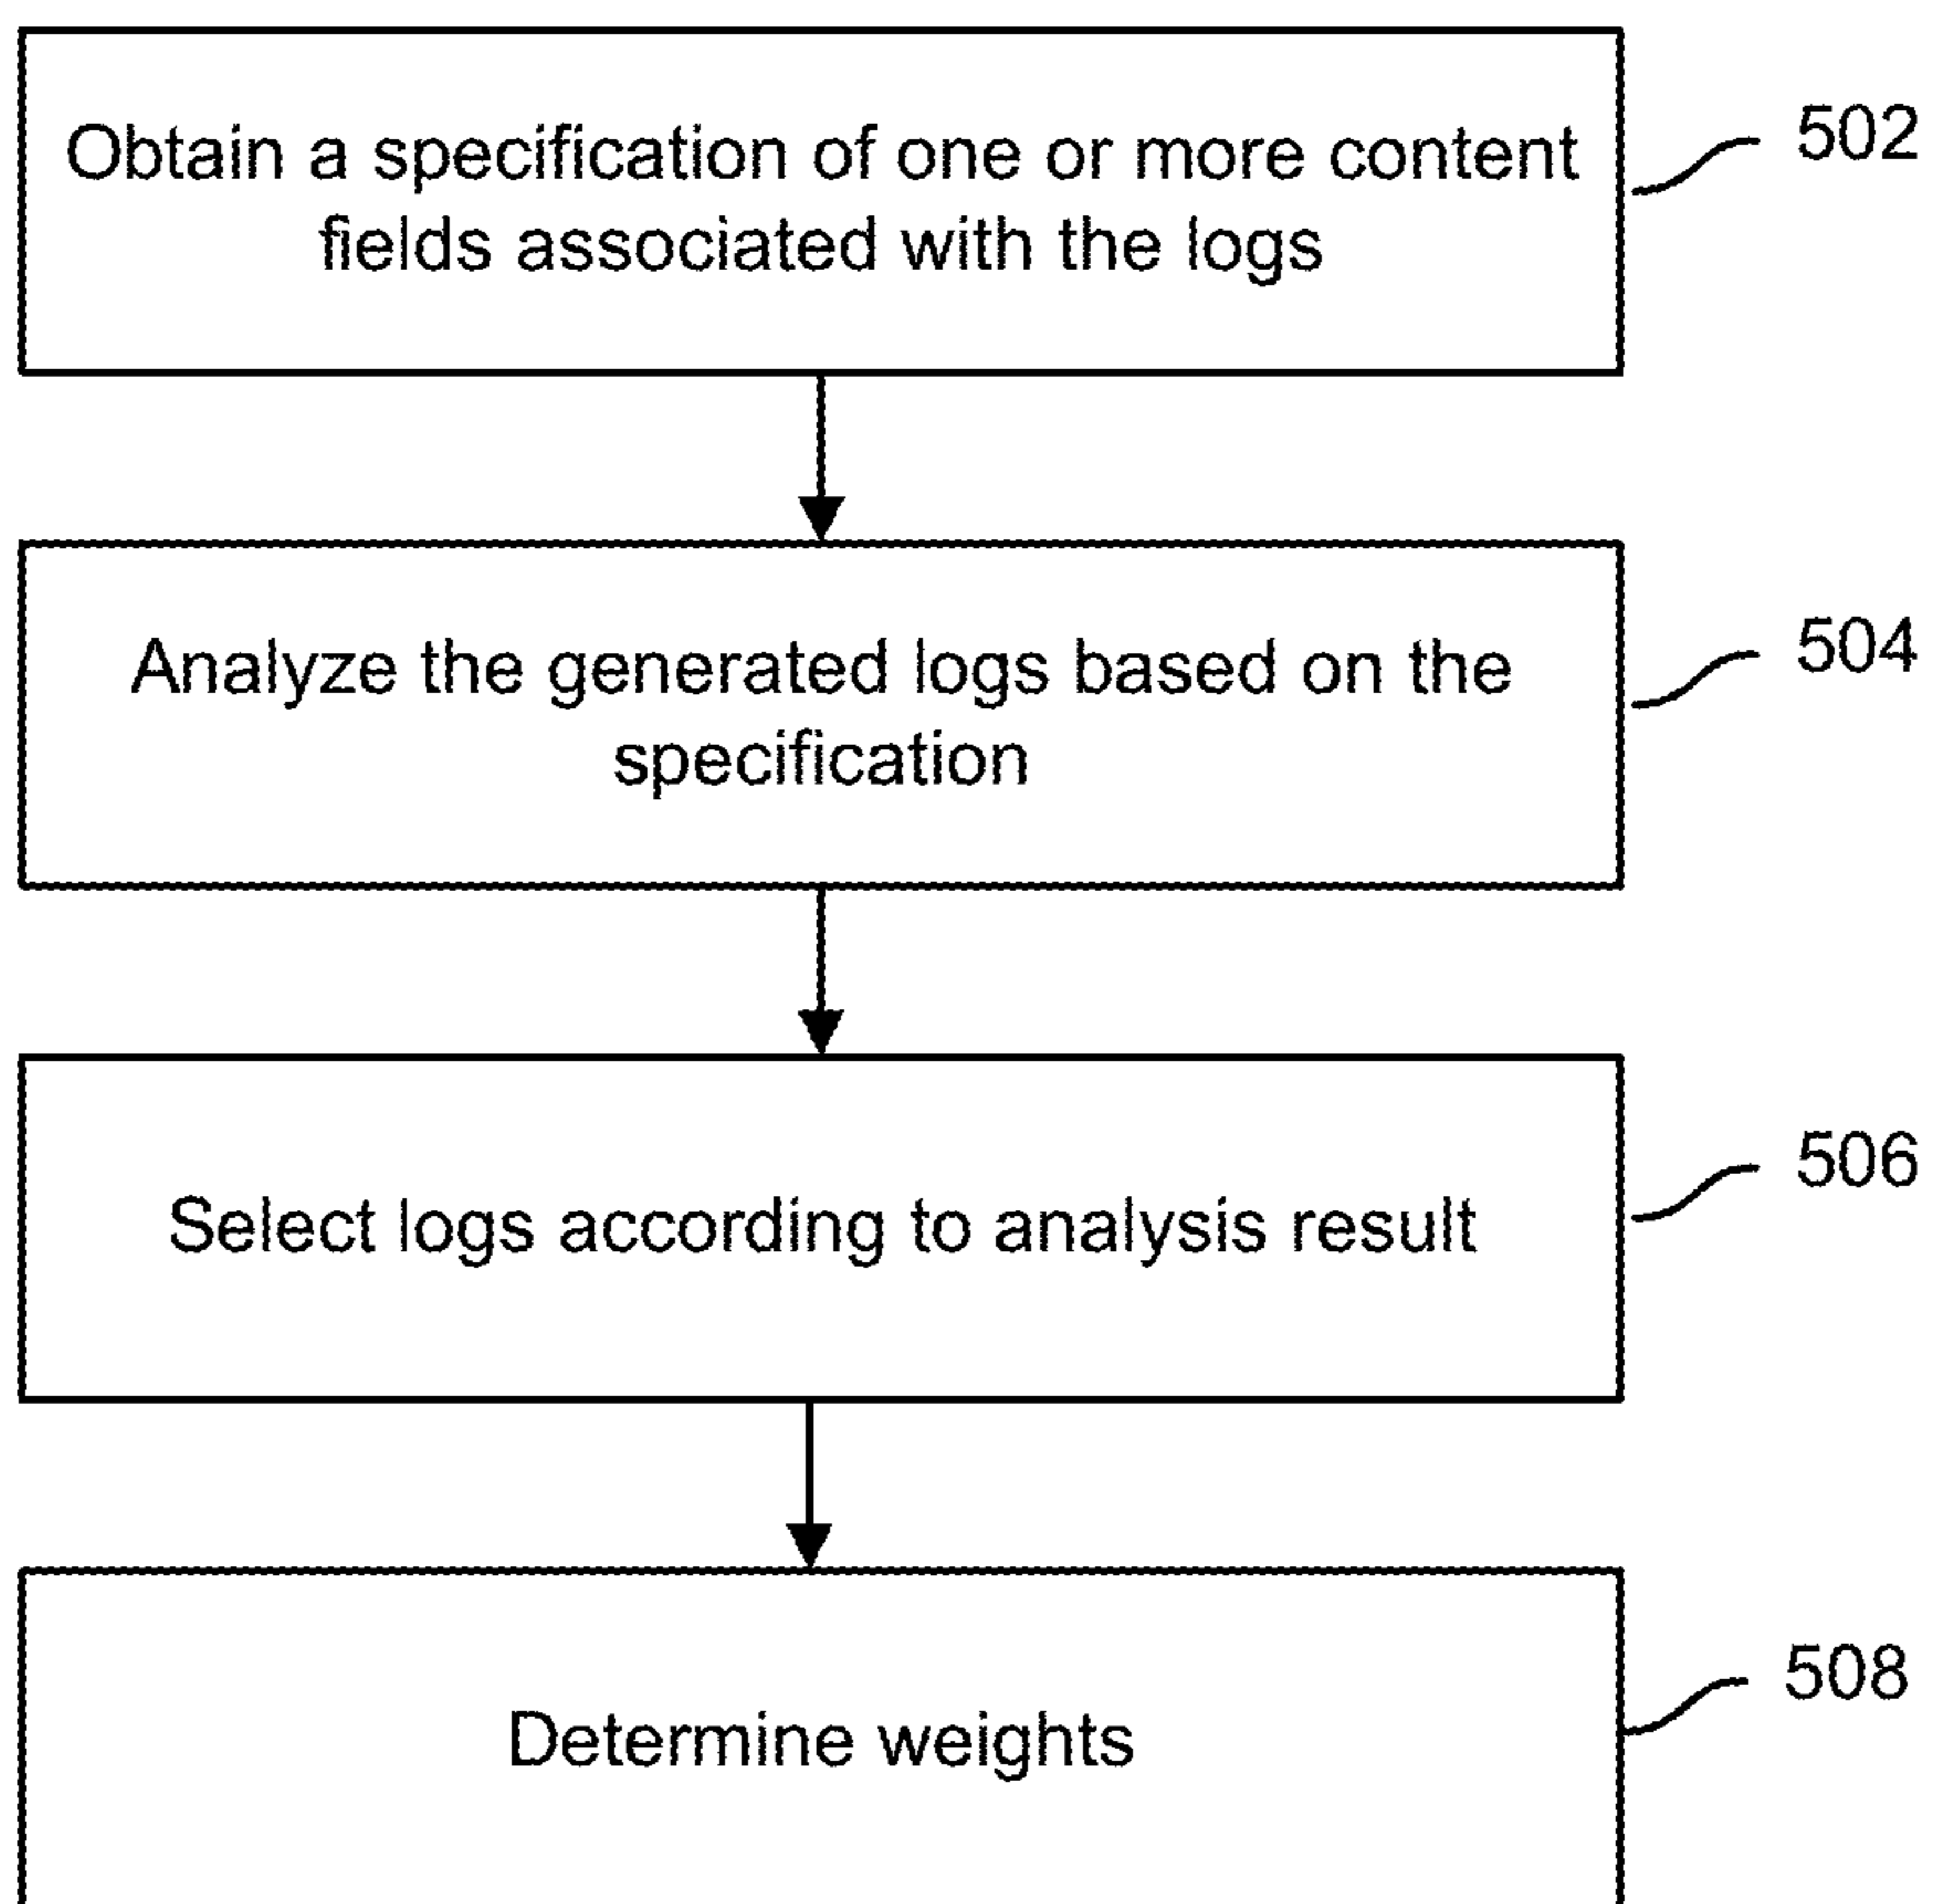 Obtain a specification of one or more content
fields associated with the logs
502
Analyze the generated logs based on the
specification
504
Select logs according to analysis result
506
Determine weights
508